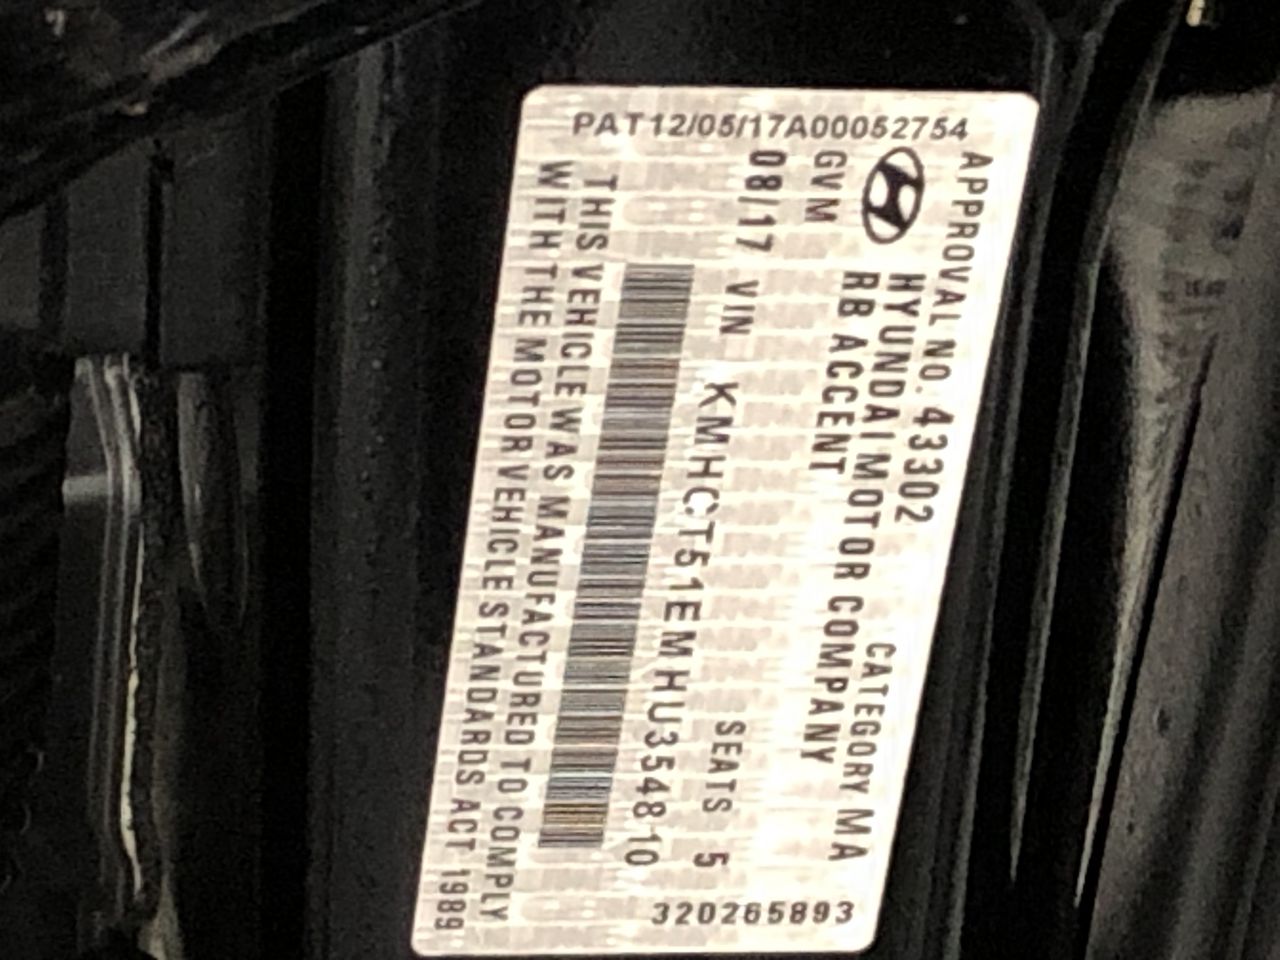 PAT12/05/17A00052754
APPROVAL NO. 43302 CATEGORY MA
HYUNDAI MOTOR COMPANY
RB ACCENT
GVM
08/17 VIN SEATS 5
KMHCT51EMHU354810
THIS VEHICLE WAS MANUFACTURED TO COMPLY
WITH THE MOTOR VEHICLE STANDARDS ACT 1989
320265893